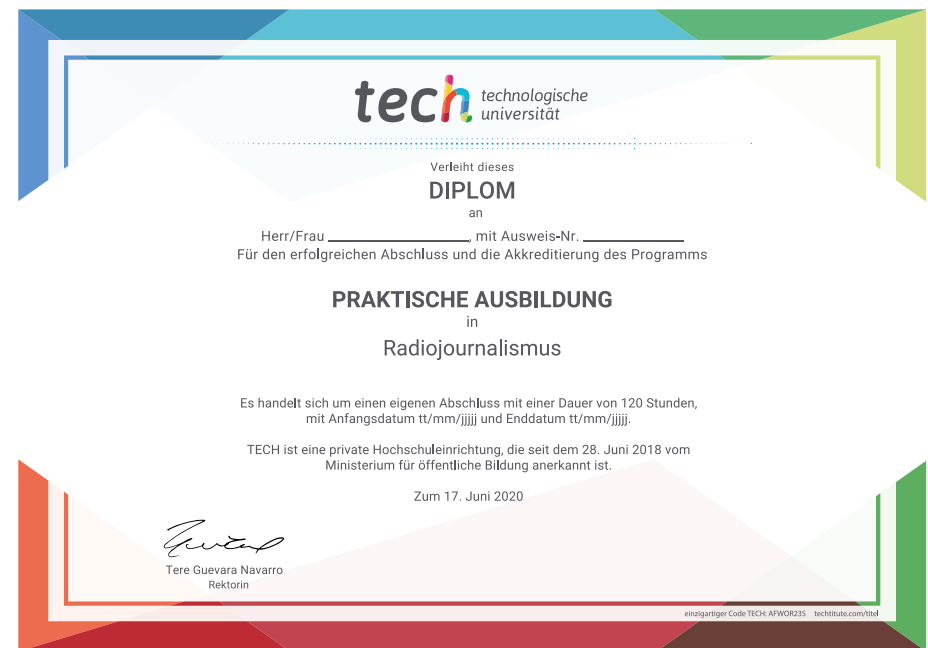 tech technologische
universität
Verleiht dieses
DIPLOM
an
Herr/Frau ____________________, mit Ausweis-Nr. ______________
Für den erfolgreichen Abschluss und die Akkreditierung des Programms
PRAKTISCHE AUSBILDUNG
in
Radiojournalismus
Es handelt sich um einen eigenen Abschluss mit einer Dauer von 120 Stunden,
mit Anfangsdatum tt/mm/jjjjj und Enddatum tt/mm/jjjjj.
TECH ist eine private Hochschuleinrichtung, die seit dem 28. Juni 2018 vom
Ministerium für öffentliche Bildung anerkannt ist.
Zum 17. Juni 2020
Tere Guevara Navarro
Rektorin
einzigartiger Code TECH: AFWOR23S techtitute.com/titel